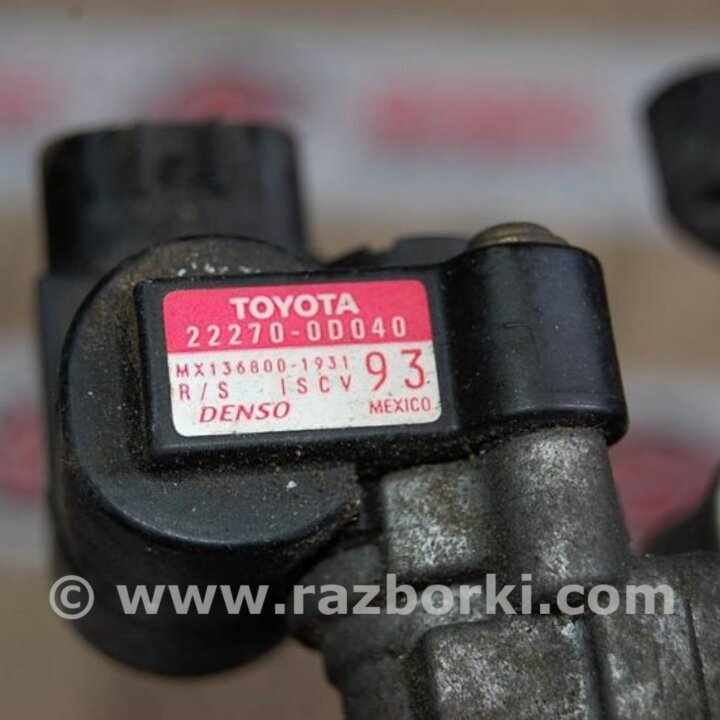 TOYOTA
22270-0D040
MX136800-1931
R/S ISCV 93
DENSO MEXICO
© www.razborki.com